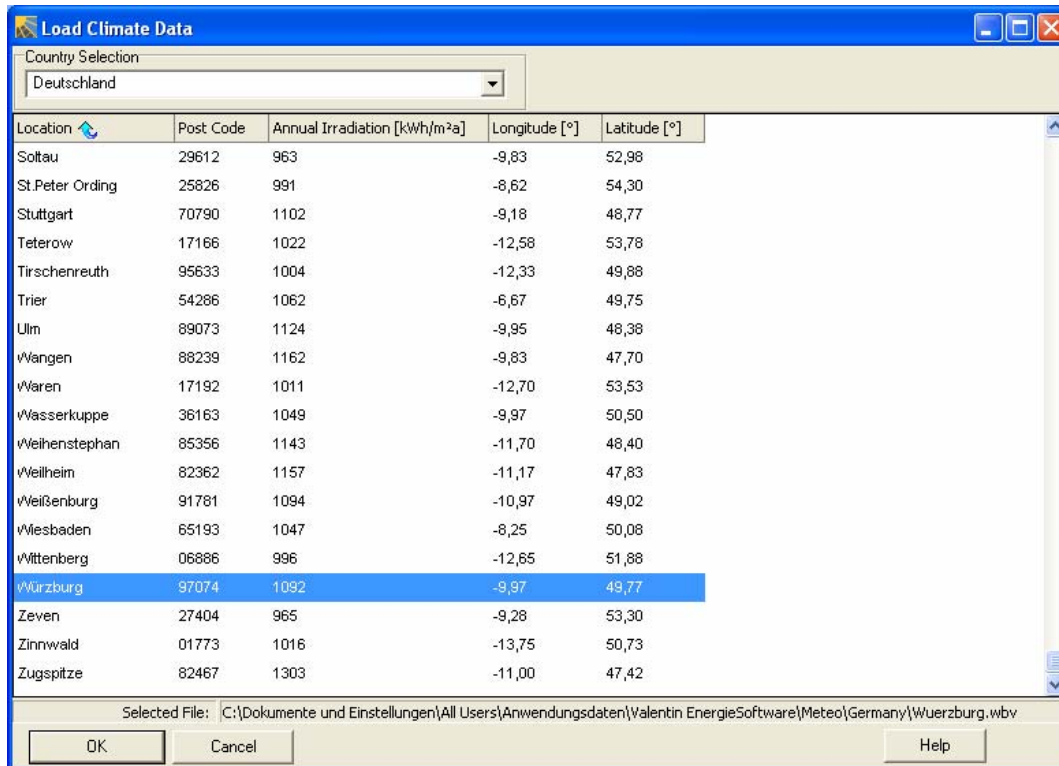 Load Climate Data
Country Selection
Deutschland
Location Post Code Annual Irradiation [kWh/m²a] Longitude [°] Latitude [°]
Soltau 29612 963 -9,83 52,98
St.Peter Ording 25826 991 -8,62 54,30
Stuttgart 70790 1102 -9,18 48,77
Teterow 17166 1022 -12,58 53,78
Tirschenreuth 95633 1004 -12,33 49,88
Trier 54286 1062 -6,67 49,75
Ulm 89073 1124 -9,95 48,38
Wangen 88239 1162 -9,83 47,70
Waren 17192 1011 -12,70 53,53
Wasserkuppe 36163 1049 -9,97 50,50
Weihenstephan 85356 1143 -11,70 48,40
Weilheim 82362 1157 -11,17 47,83
Weißenburg 91781 1094 -10,97 49,02
Wiesbaden 65193 1047 -8,25 50,08
Wittenberg 06886 996 -12,65 51,88
Würzburg 97074 1092 -9,97 49,77
Zeven 27404 965 -9,28 53,30
Zinnwald 01773 1016 -13,75 50,73
Zugspitze 82467 1303 -11,00 47,42
Selected File: C:\Dokumente und Einstellungen\All Users\Anwendungsdaten\Valentin EnergieSoftware\Meteo\Germany\Wuerzburg.wbv
OK Cancel Help